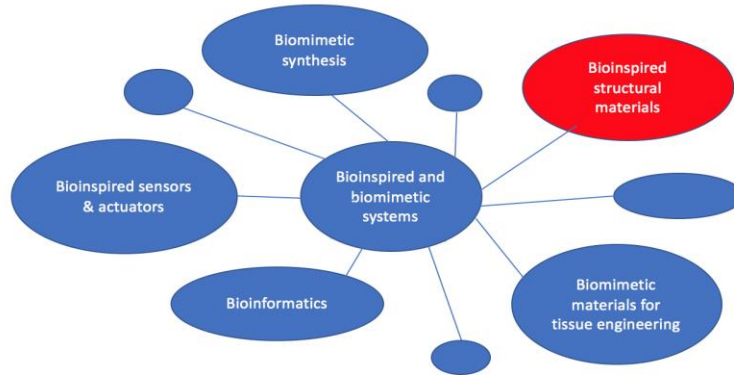 Biomimetic
synthesis
Bioinspired
structural
materials
Bioinspired sensors
& actuators
Bioinspired and
biomimetic
systems
Bioinformatics
Biomimetic
materials for
tissue engineering